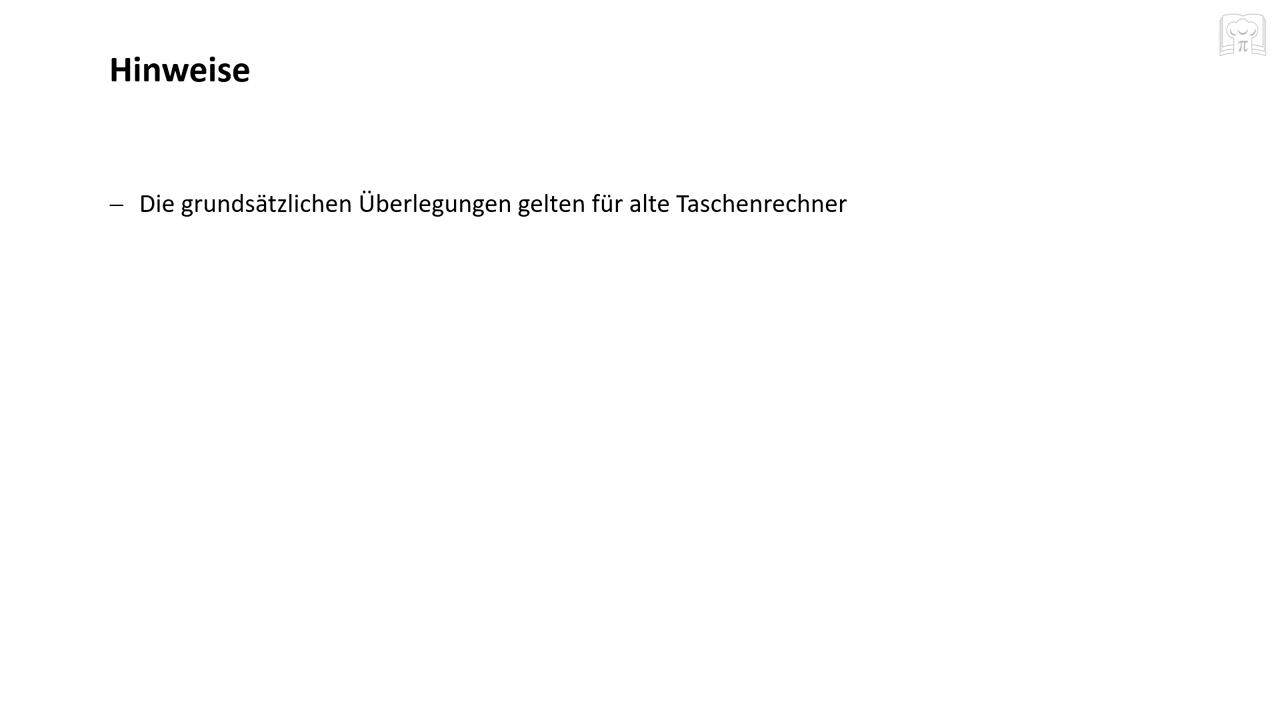 Hinweise
– Die grundsätzlichen Überlegungen gelten für alte Taschenrechner
π